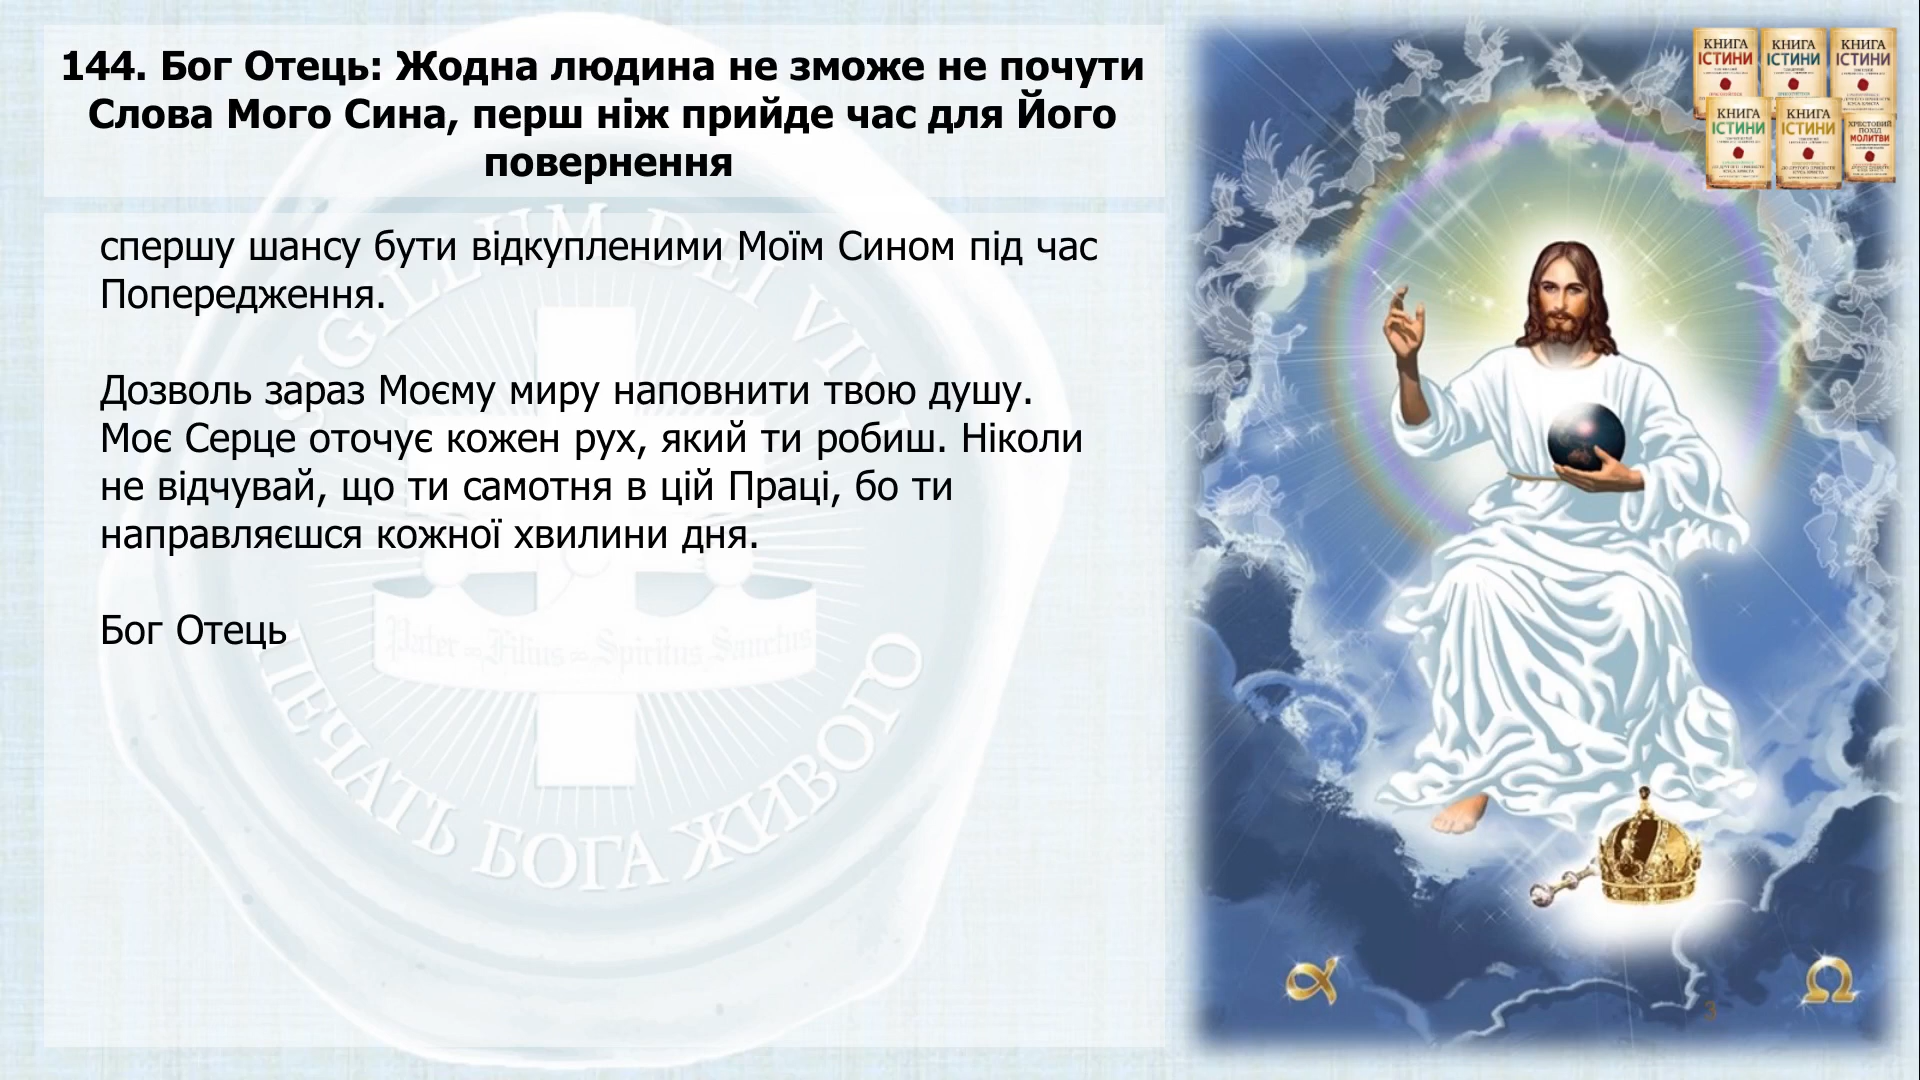 144. Бог Отець: Жодна людина не зможе не почути
Слова Мого Сина, перш ніж прийде час для Його
повернення
спершу шансу бути відкупленими Моїм Сином під час
Попередження.
Дозволь зараз Моєму миру наповнити твою душу.
Моє Серце оточує кожен рух, який ти робиш. Ніколи
не відчувай, що ти самотня в цій Праці, бо ти
направляєшся кожної хвилини дня.
Бог Отець
SIGILLUM DEI VIVI
Pater ∞ Filius ∞ Spiritus Sanctus
ПЕЧАТЬ БОГА ЖИВОГО
КНИГА
ІСТИНИ
КНИГА
ІСТИНИ
КНИГА
ІСТИНИ
КНИГА
ІСТИНИ
КНИГА
ІСТИНИ
ХРЕСТОВИЙ
ПОХІД
МОЛИТВИ
α
Ω
3